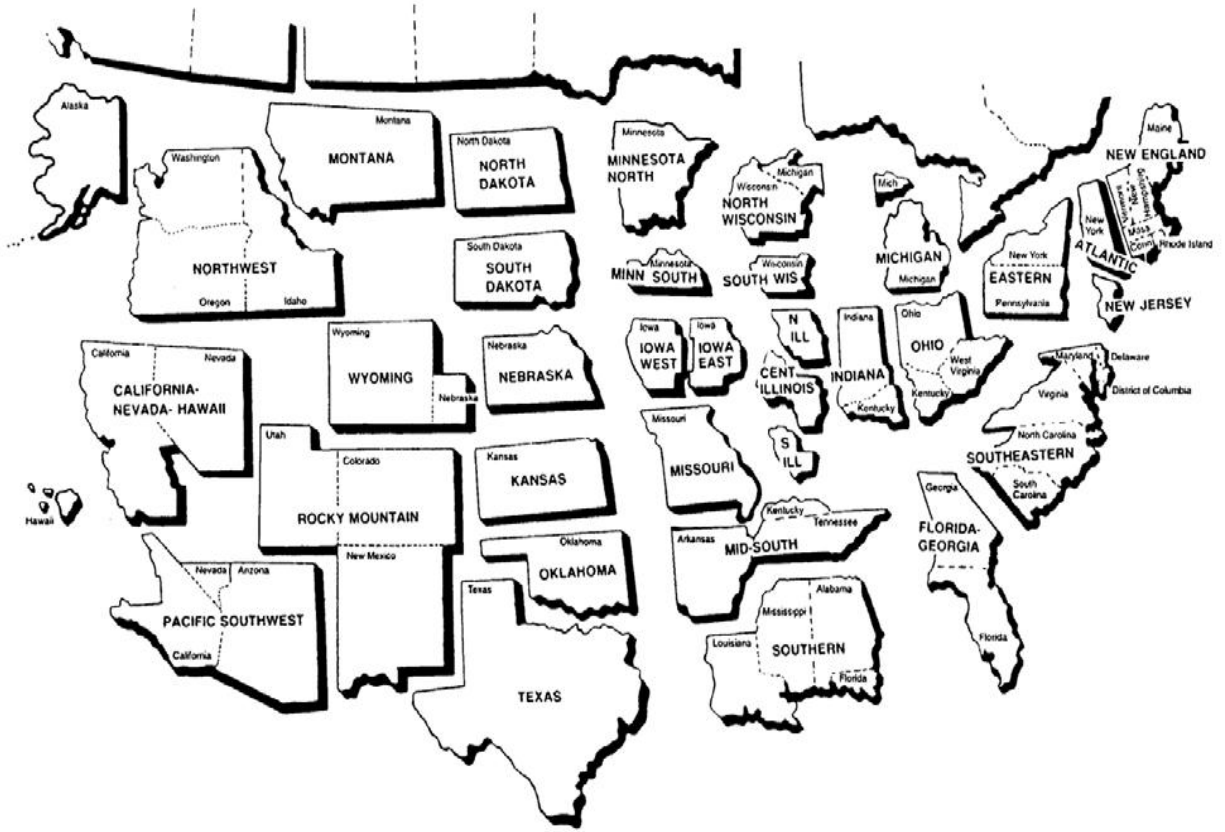 Alaska
Washington
NORTHWEST
Oregon
Idaho
Montana
MONTANA
North Dakota
NORTH
DAKOTA
South Dakota
SOUTH
DAKOTA
Minnesota
MINNESOTA
NORTH
Minnesota
MINN SOUTH
Michigan
Wisconsin
NORTH
WISCONSIN
Wisconsin
SOUTH WIS
Mich
MICHIGAN
Michigan
New York
EASTERN
Pennsylvania
New
York
ATLANTIC
Maine
NEW ENGLAND
Vermont
New
Hampshire
Mass
Conn
Rhode Island
NEW JERSEY
California
Nevada
CALIFORNIA-
NEVADA- HAWAII
Hawaii
Wyoming
WYOMING
Nebraska
Nebraska
NEBRASKA
Iowa
IOWA
WEST
Iowa
IOWA
EAST
N
ILL
CENT
ILLINOIS
S
ILL
Indiana
INDIANA
Kentucky
Ohio
OHIO
West
Virginia
Kentucky
Maryland
Delaware
District of Columbia
Virginia
North Carolina
SOUTHEASTERN
South
Carolina
Utah
Colorado
ROCKY MOUNTAIN
New Mexico
Kansas
KANSAS
Missouri
MISSOURI
Kentucky
Tennessee
Arkansas
MID-SOUTH
Georgia
FLORIDA-
GEORGIA
Florida
Nevada
Arizona
PACIFIC SOUTHWEST
California
Oklahoma
OKLAHOMA
Texas
TEXAS
Alabama
Mississippi
Louisiana
SOUTHERN
Florida